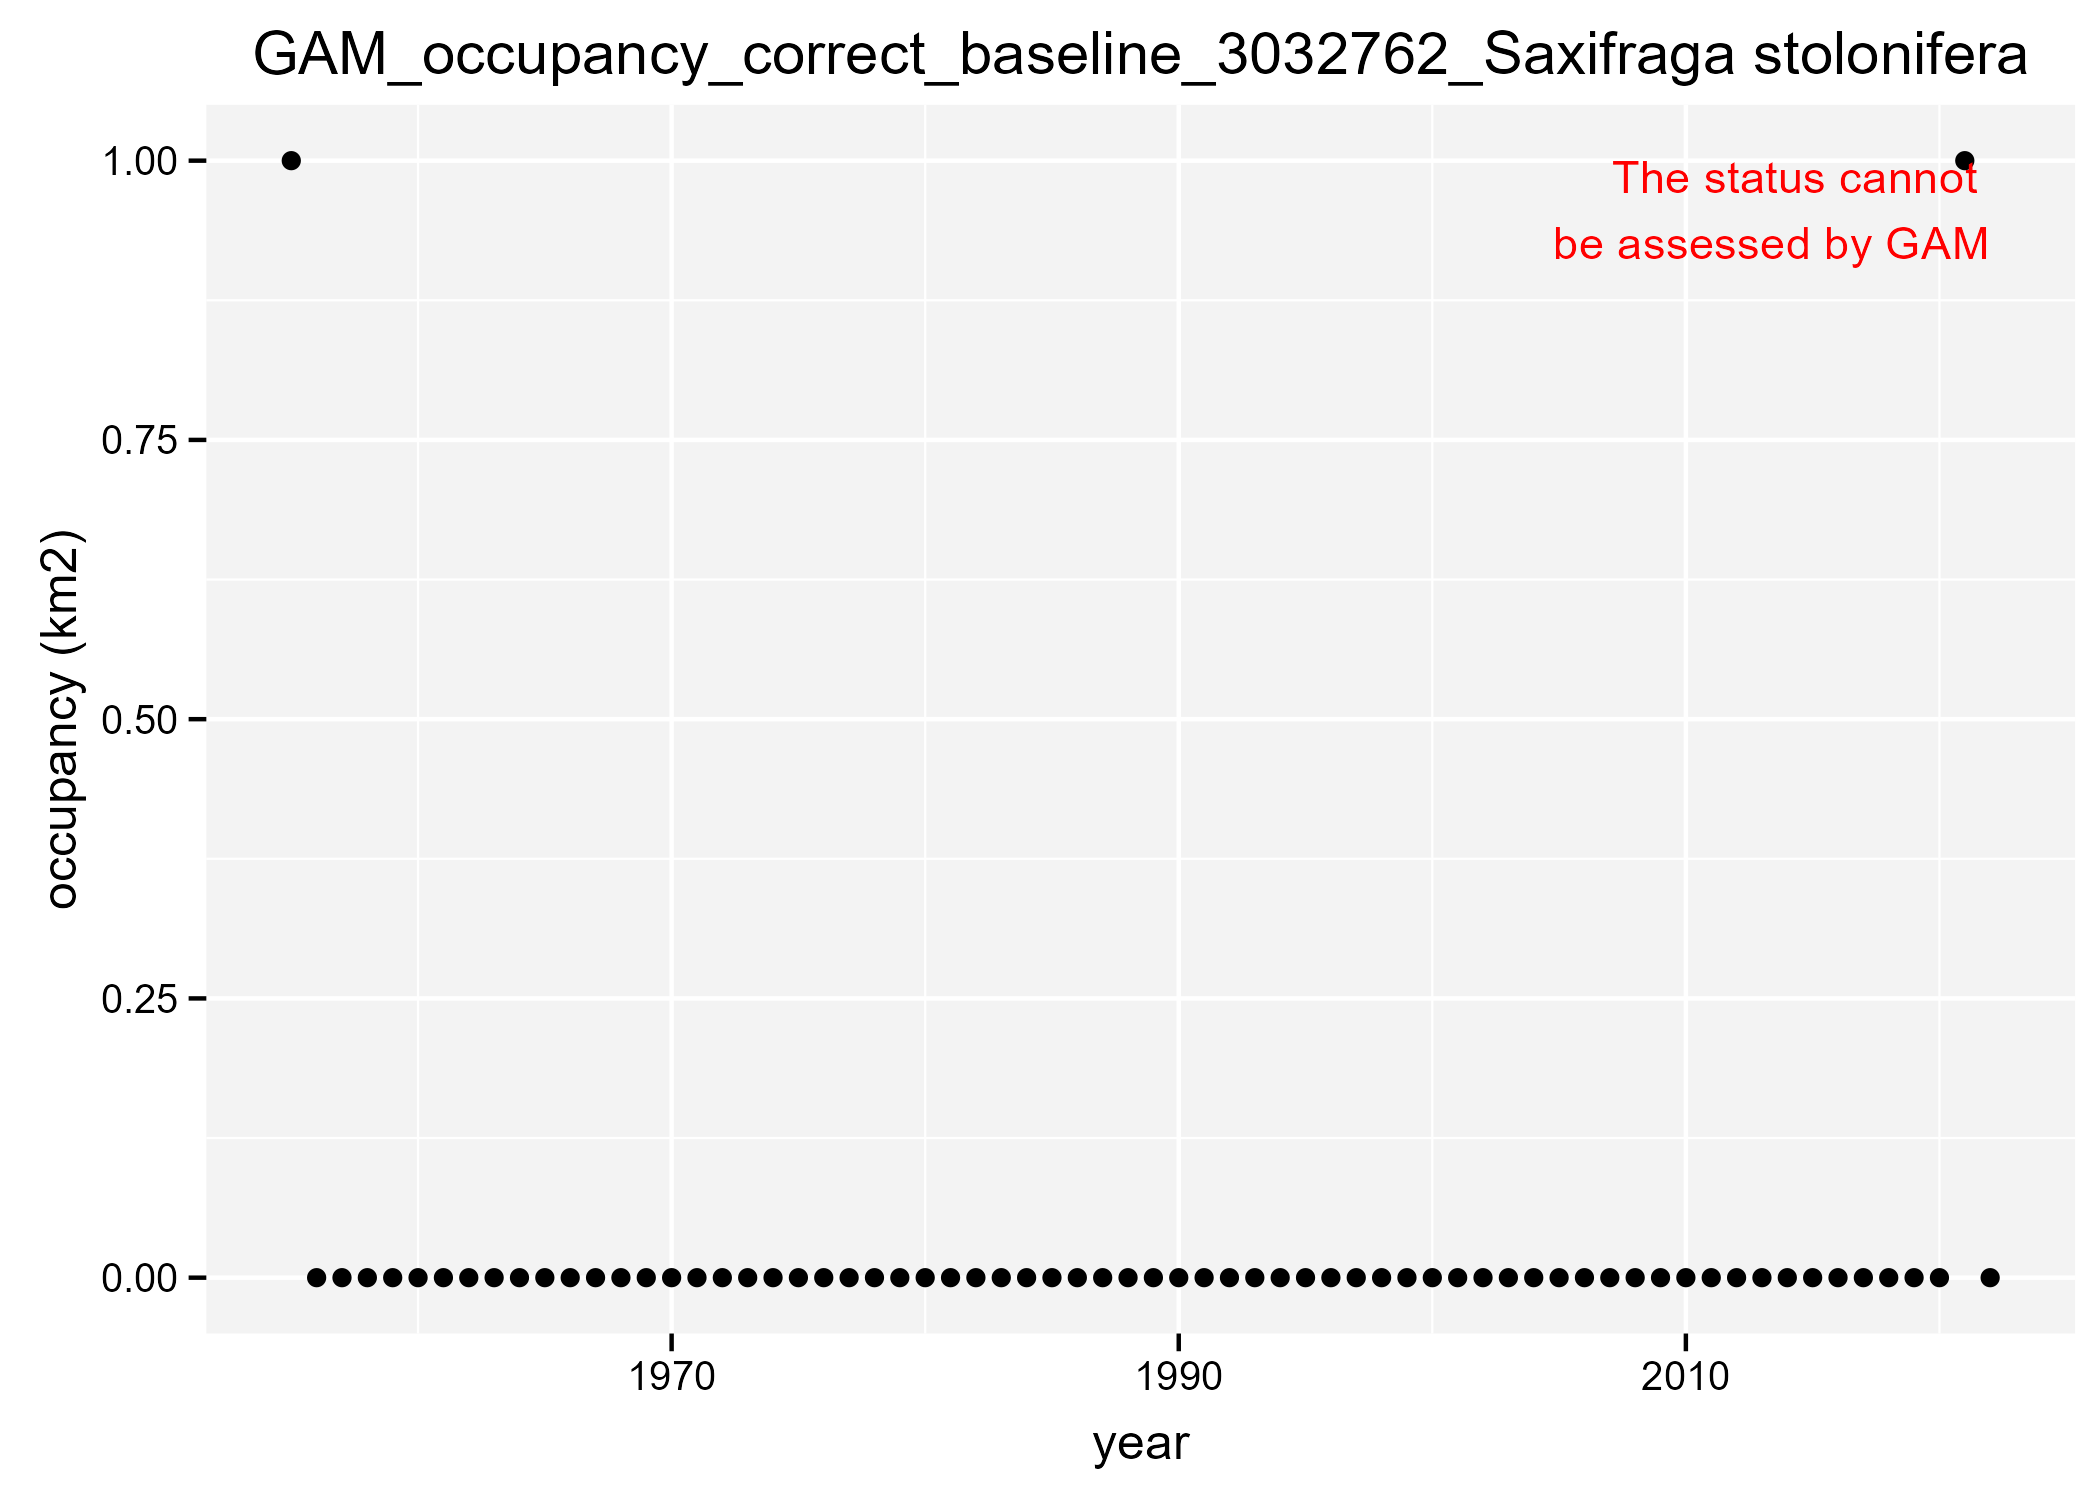 GAM_occupancy_correct_baseline_3032762_Saxifraga stolonifera
1.00
The status cannot
be assessed by GAM
0.75
0.50
0.25
0.00
occupancy (km2)
1970
1990
2010
year